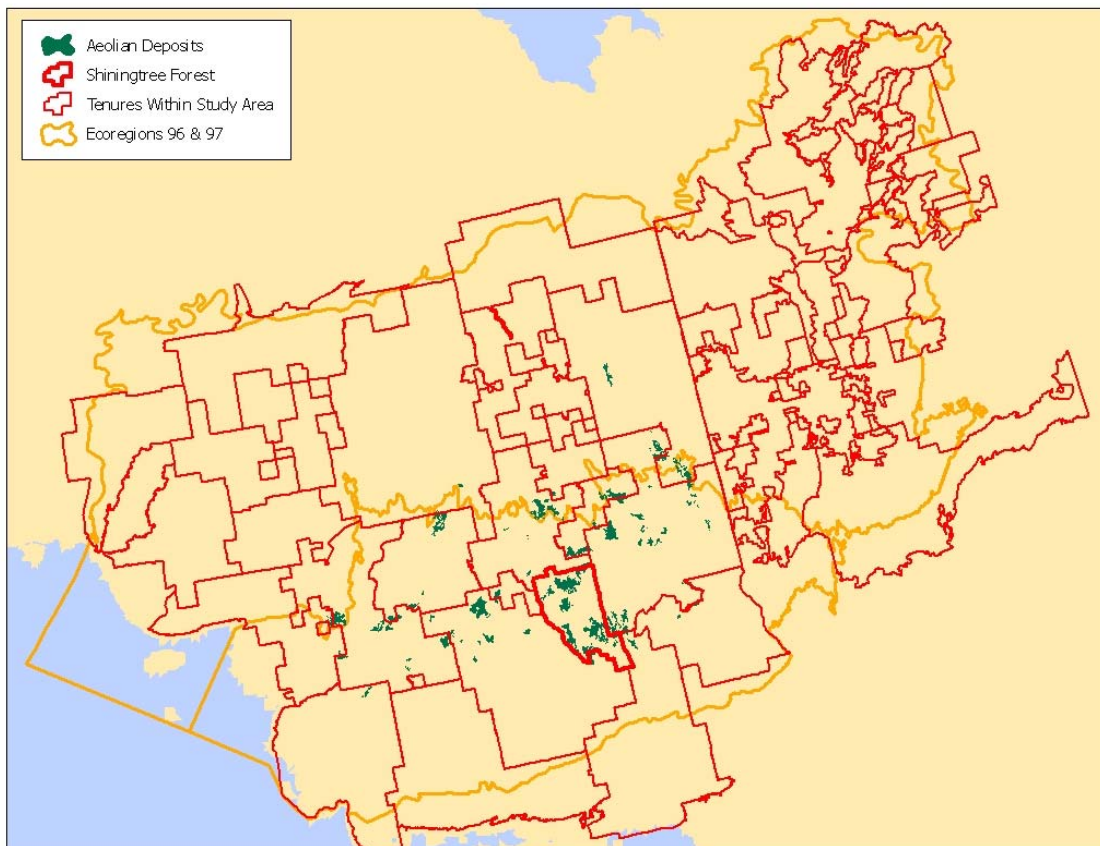 Aeolian Deposits
Shiningtree Forest
Tenures Within Study Area
Ecoregions 96 & 97